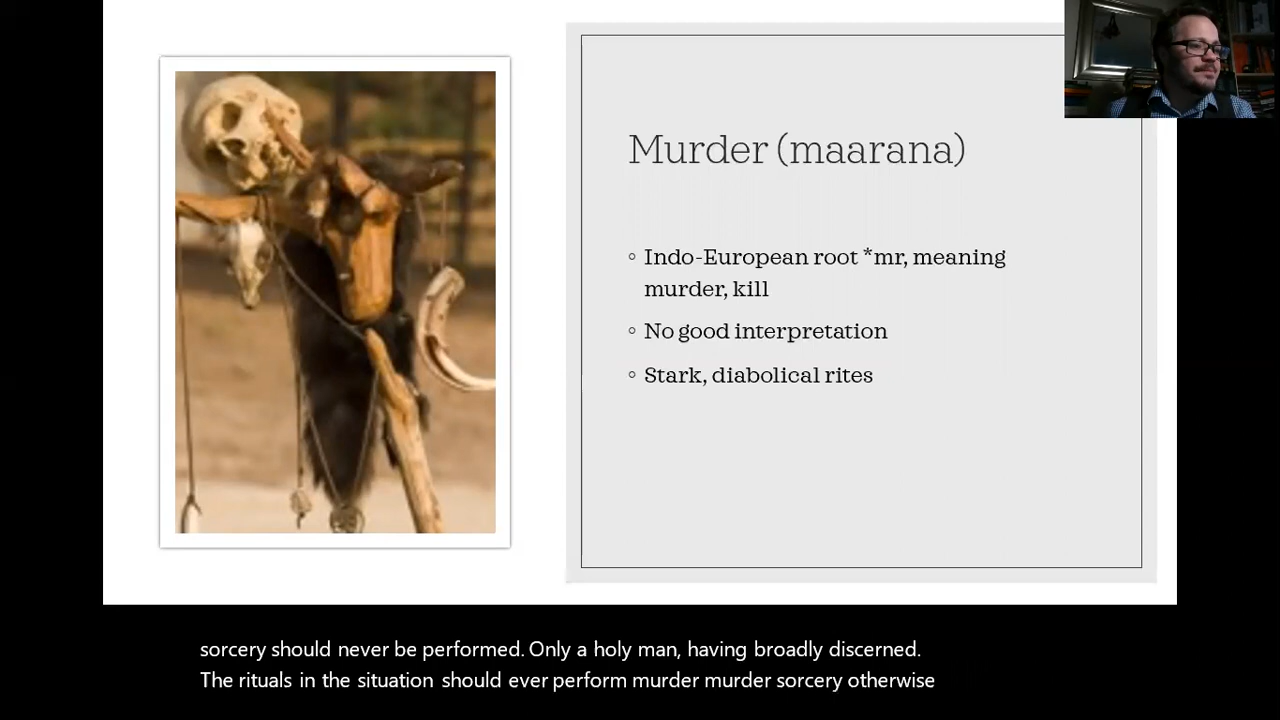 Murder (maarana)
◦ Indo-European root *mr, meaning
murder, kill
◦ No good interpretation
◦ Stark, diabolical rites
sorcery should never be performed. Only a holy man, having broadly discerned.
The rituals in the situation should ever perform murder murder sorcery otherwise